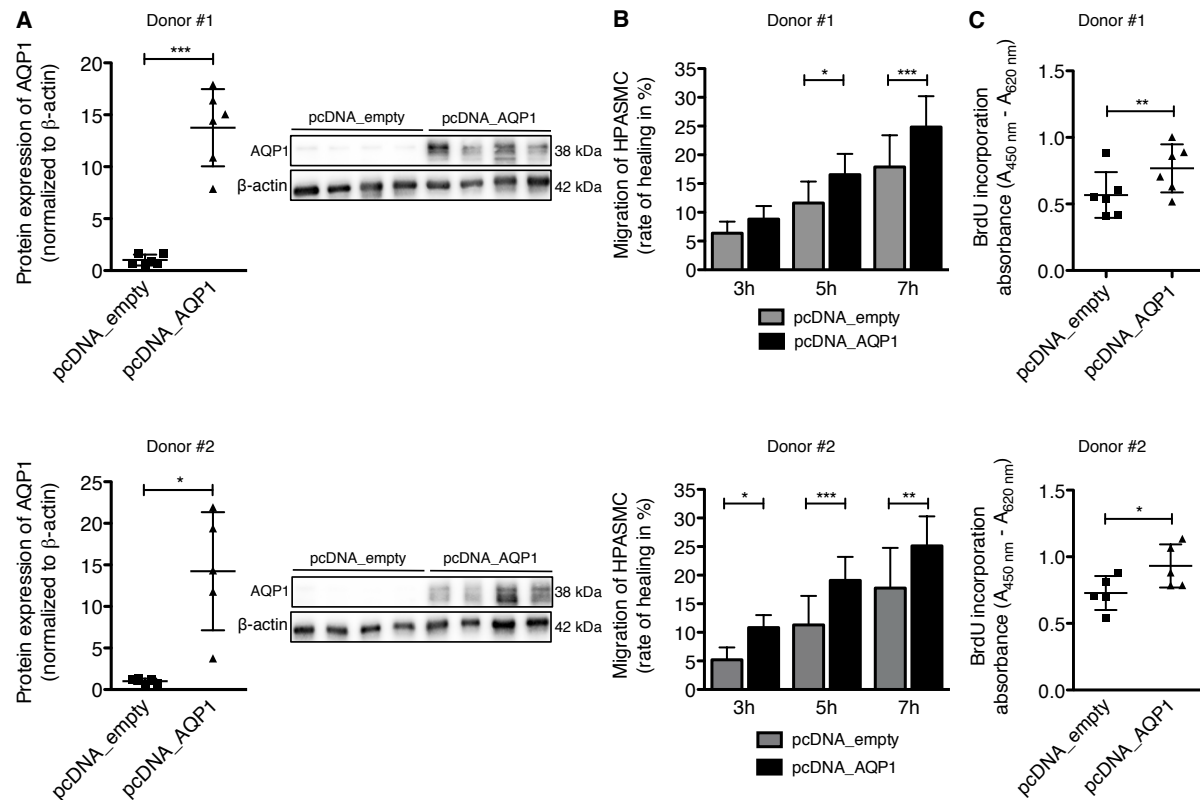 A
Donor #1
Protein expression of AQP1
(normalized to β-actin)
20
15
10
5
0
***
pcDNA_empty
pcDNA_AQP1
pcDNA_empty
pcDNA_AQP1
AQP1
38 kDa
β-actin
42 kDa
B
Donor #1
Migration of HPASMC
(rate of healing in %)
35
30
25
20
15
10
5
0
*
***
3h
5h
7h
pcDNA_empty
pcDNA_AQP1
C
Donor #1
BrdU incorporation
absorbance (A450 nm - A620 nm)
1.5
1.0
0.5
0.0
**
pcDNA_empty
pcDNA_AQP1
Donor #2
Protein expression of AQP1
(normalized to β-actin)
25
20
15
10
5
0
*
pcDNA_empty
pcDNA_AQP1
pcDNA_empty
pcDNA_AQP1
AQP1
38 kDa
β-actin
42 kDa
Donor #2
Migration of HPASMC
(rate of healing in %)
35
30
25
20
15
10
5
0
*
***
**
3h
5h
7h
pcDNA_empty
pcDNA_AQP1
Donor #2
BrdU incorporation
absorbance (A450 nm - A620 nm)
1.5
1.0
0.5
0.0
*
pcDNA_empty
pcDNA_AQP1